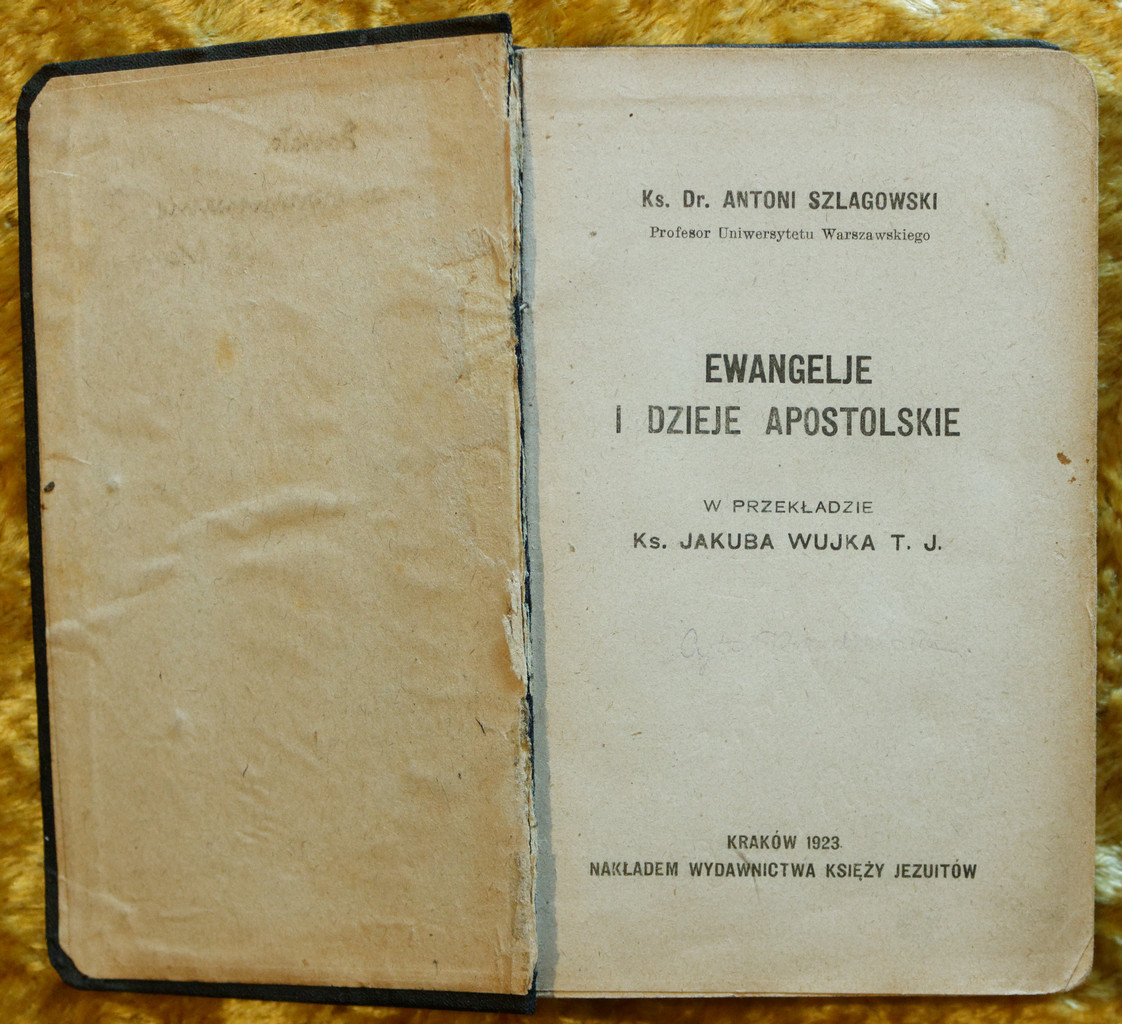 Ks. Dr. ANTONI SZLAGOWSKI
Profesor Uniwersytetu Warszawskiego
EWANGELJE
I DZIEJE APOSTOLSKIE
W PRZEKŁADZIE
Ks. JAKUBA WUJKA T. J.
KRAKÓW 1923
NAKŁADEM WYDAWNICTWA KSIĘŻY JEZUITÓW